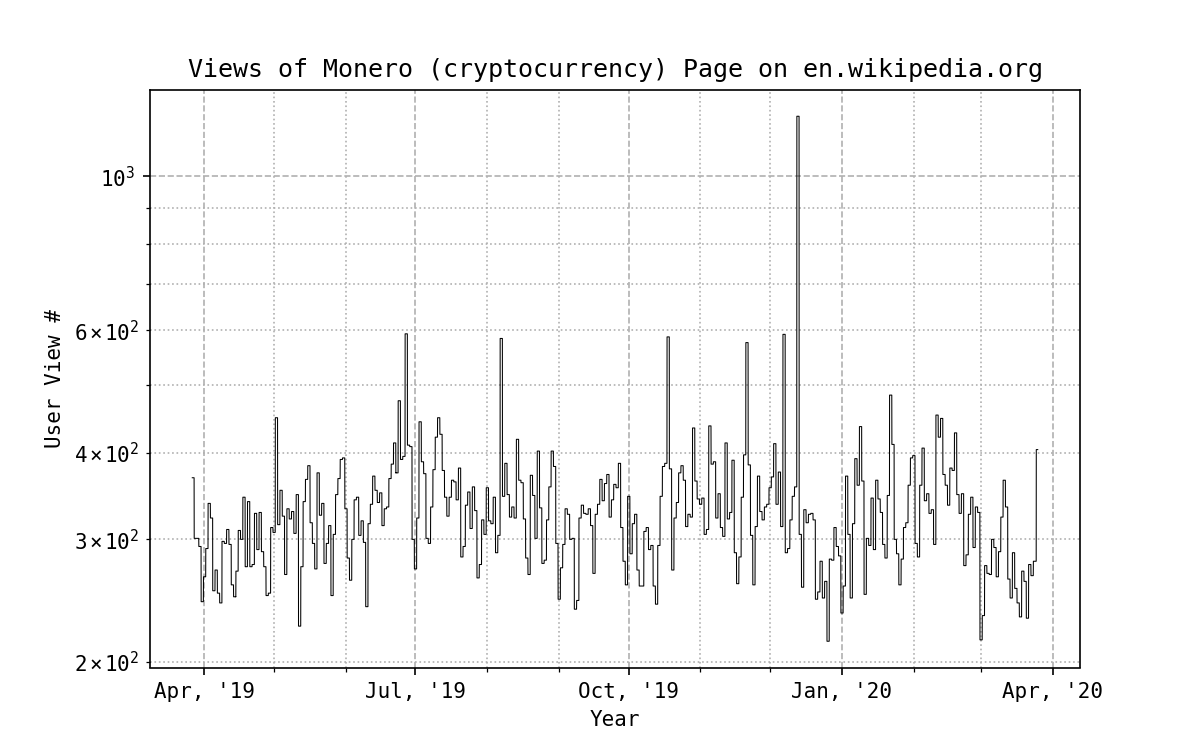 Views of Monero (cryptocurrency) Page on en.wikipedia.org
10³
6×10²
4×10²
3×10²
2×10²
User View #
Apr, '19 Jul, '19 Oct, '19 Jan, '20 Apr, '20
Year